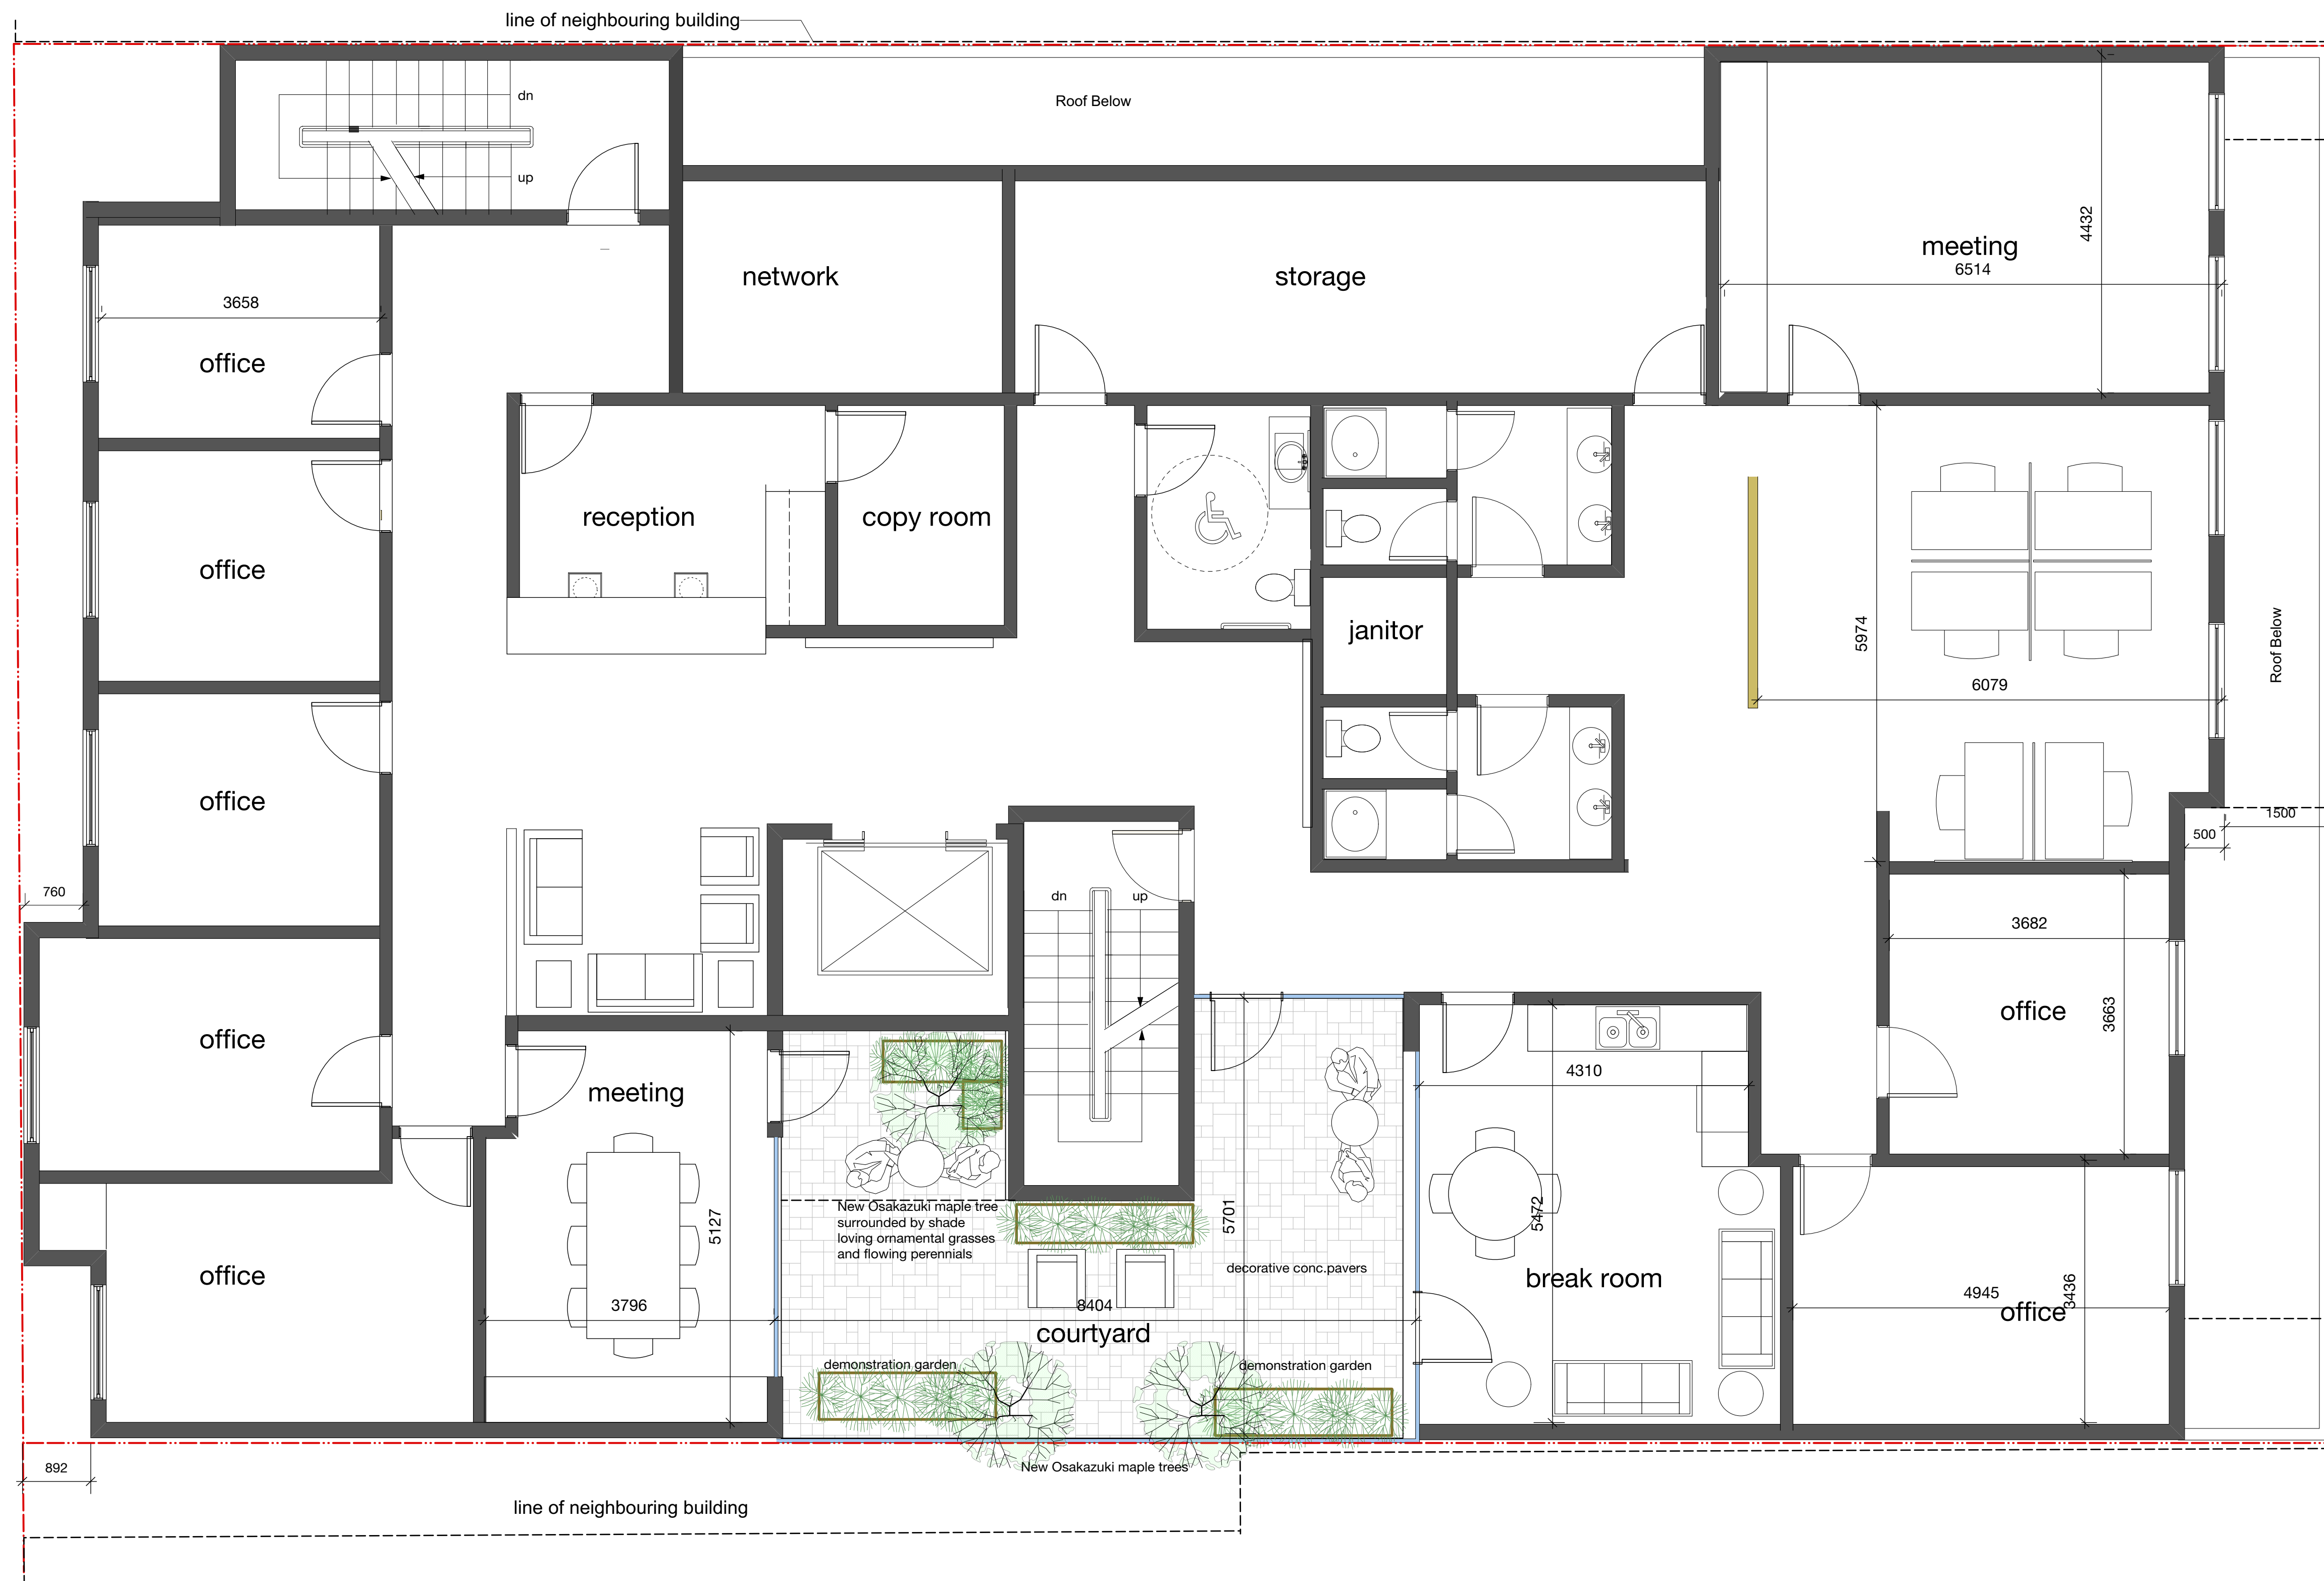 line of neighbouring building
dn
up
Roof Below
4432
meeting
6514
network
storage
3658
office
reception
copy room
office
janitor
5974
Roof Below
6079
office
1500
500
760
dn
up
3682
office
3663
office
meeting
4310
5127
New Osakazuki maple tree
surrounded by shade
loving ornamental grasses
and flowing perennials
5701
5472
decorative conc.pavers
office
break room
3796
8404
courtyard
4945
3436
office
demonstration garden
demonstration garden
892
New Osakazuki maple trees
line of neighbouring building